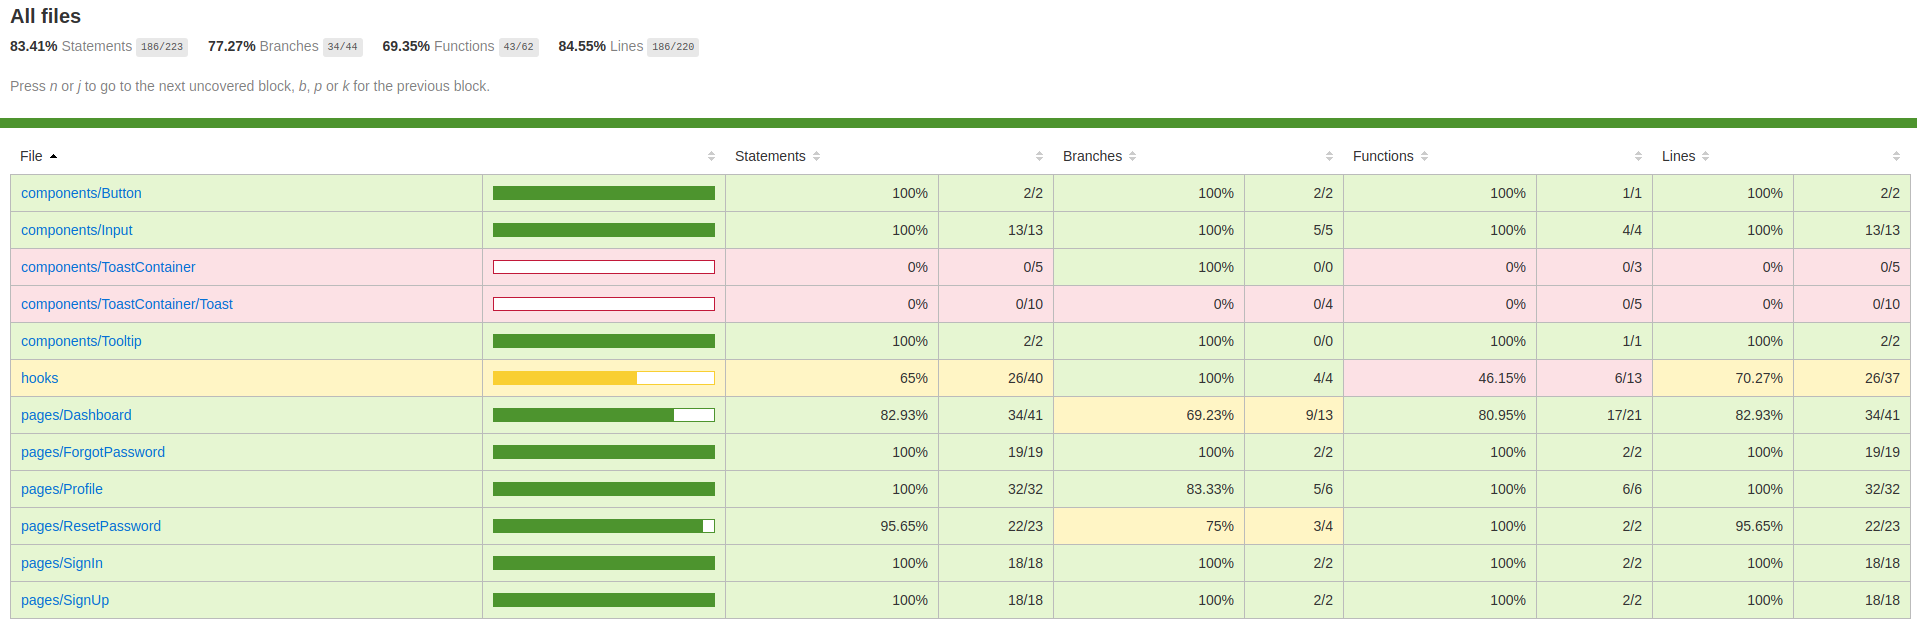 All files
83.41% Statements 186/223 77.27% Branches 34/44 69.35% Functions 43/62 84.55% Lines 186/220
Press n or j to go to the next uncovered block, b, p or k for the previous block.
File Statements Branches Functions Lines
components/Button 100% 2/2 100% 2/2 100% 1/1 100% 2/2
components/Input 100% 13/13 100% 5/5 100% 4/4 100% 13/13
components/ToastContainer 0% 0/5 100% 0/0 0% 0/3 0% 0/5
components/ToastContainer/Toast 0% 0/10 0% 0/4 0% 0/5 0% 0/10
components/Tooltip 100% 2/2 100% 0/0 100% 1/1 100% 2/2
hooks 65% 26/40 100% 4/4 46.15% 6/13 70.27% 26/37
pages/Dashboard 82.93% 34/41 69.23% 9/13 80.95% 17/21 82.93% 34/41
pages/ForgotPassword 100% 19/19 100% 2/2 100% 2/2 100% 19/19
pages/Profile 100% 32/32 83.33% 5/6 100% 6/6 100% 32/32
pages/ResetPassword 95.65% 22/23 75% 3/4 100% 2/2 95.65% 22/23
pages/SignIn 100% 18/18 100% 2/2 100% 2/2 100% 18/18
pages/SignUp 100% 18/18 100% 2/2 100% 2/2 100% 18/18